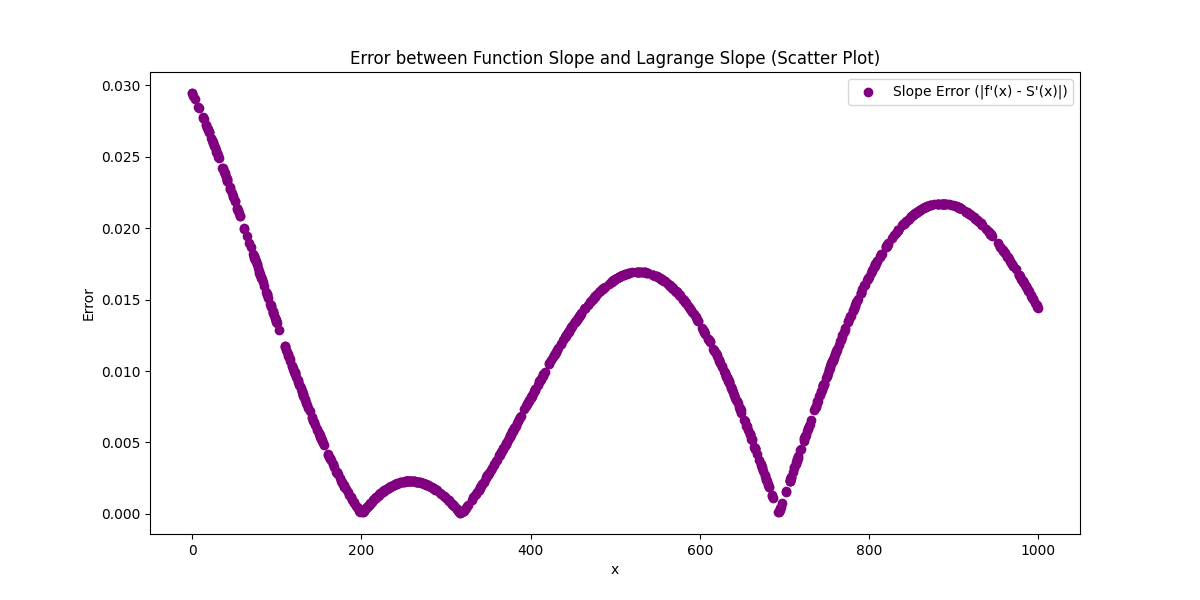 Error between Function Slope and Lagrange Slope (Scatter Plot)
Slope Error (|f'(x) - S'(x)|)
Error
0.030
0.025
0.020
0.015
0.010
0.005
0.000
0 200 400 600 800 1000
x